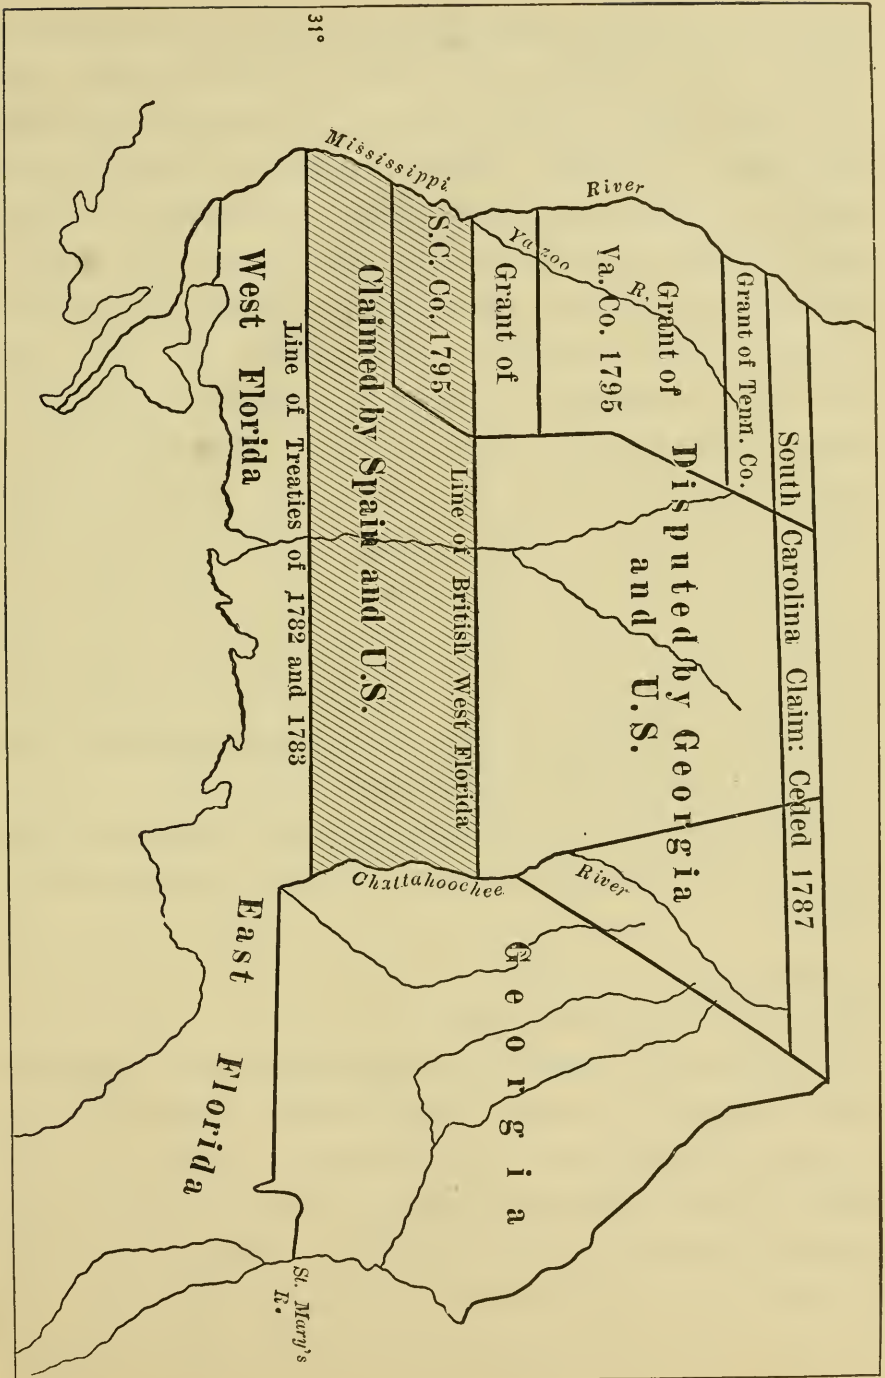 South Carolina Claim: Ceded 1787
Grant of Tenn. Co.
Grant of
Va. Co. 1795
Disputed by Georgia
and U.S.
Mississippi River
Yazoo R.
Grant of
S.C. Co. 1795
Georgia
Line of British West Florida
Chattahoochee River
Claimed by Spain and U.S.
31°
Line of Treaties of 1782 and 1783
St. Mary's
R.
West Florida
East Florida